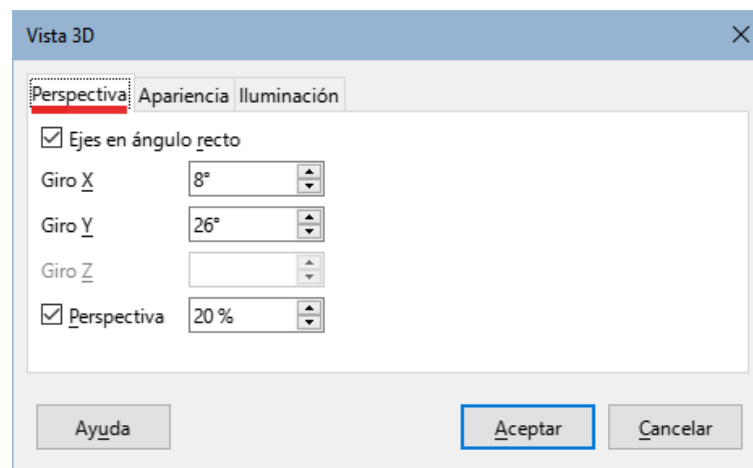 Vista 3D
Perspectiva Apariencia Iluminación
Ejes en ángulo recto
Giro X 8°
Giro Y 26°
Giro Z
Perspectiva 20 %
Ayuda Aceptar Cancelar